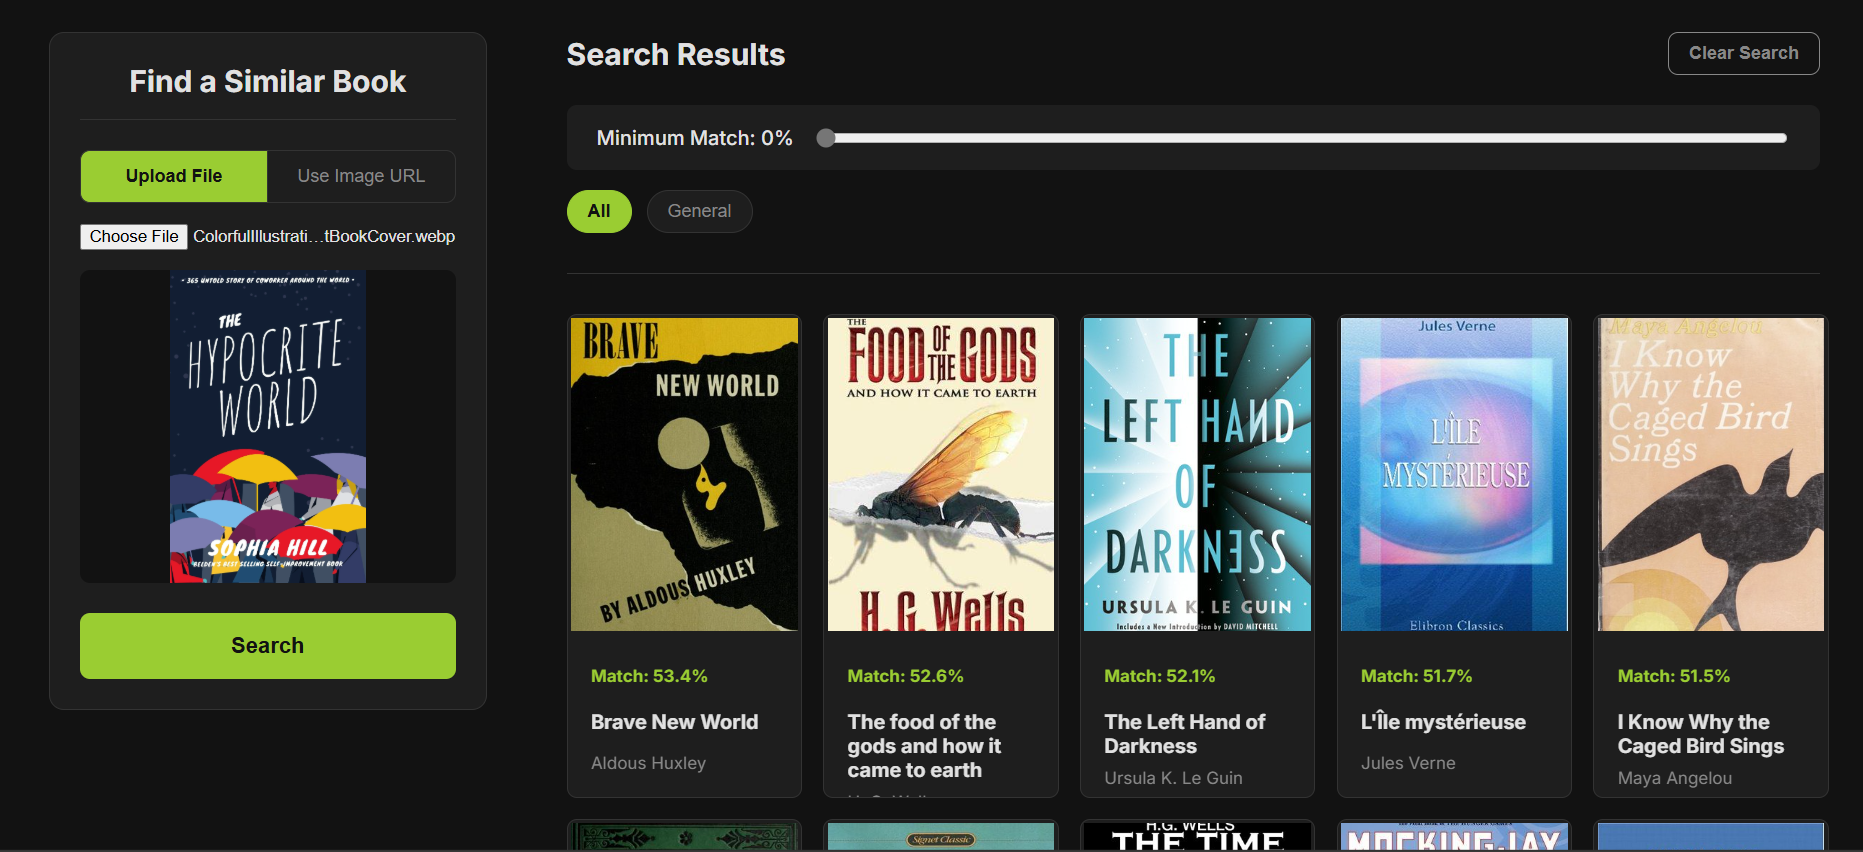 Find a Similar Book
Upload File
Use Image URL
Choose File
ColorfulIllustrati...tBookCover.webp
• 365 UNTOLD STORY OF COWORKER AROUND THE WORLD •
THE
HYPOCRITE
WORLD
SOPHIA HILL
BELDEN'S BEST SELLING SELF IMPROVEMENT BOOK
Search
Search Results
Clear Search
Minimum Match: 0%
All
General
BRAVE
NEW WORLD
BY ALDOUS HUXLEY
Match: 53.4%
Brave New World
Aldous Huxley
THE
FOOD OF THE GODS
AND HOW IT CAME TO EARTH
H.G. Wells
Match: 52.6%
The food of the
gods and how it
came to earth
THE
LEFT HAND
OF
DARKNESS
URSULA K. LE GUIN
Includes a New Introduction by DAVID MITCHELL
Match: 52.1%
The Left Hand of
Darkness
Ursula K. Le Guin
Jules Verne
L'ÎLE
MYSTÉRIEUSE
Elibron Classics
Match: 51.7%
L'Île mystérieuse
Jules Verne
Maya Angelou
I Know
Why the
Caged Bird
Sings
Match: 51.5%
I Know Why the
Caged Bird Sings
Maya Angelou
Signet Classic
H.G. WELLS
THE TIME
MOCKINGJAY